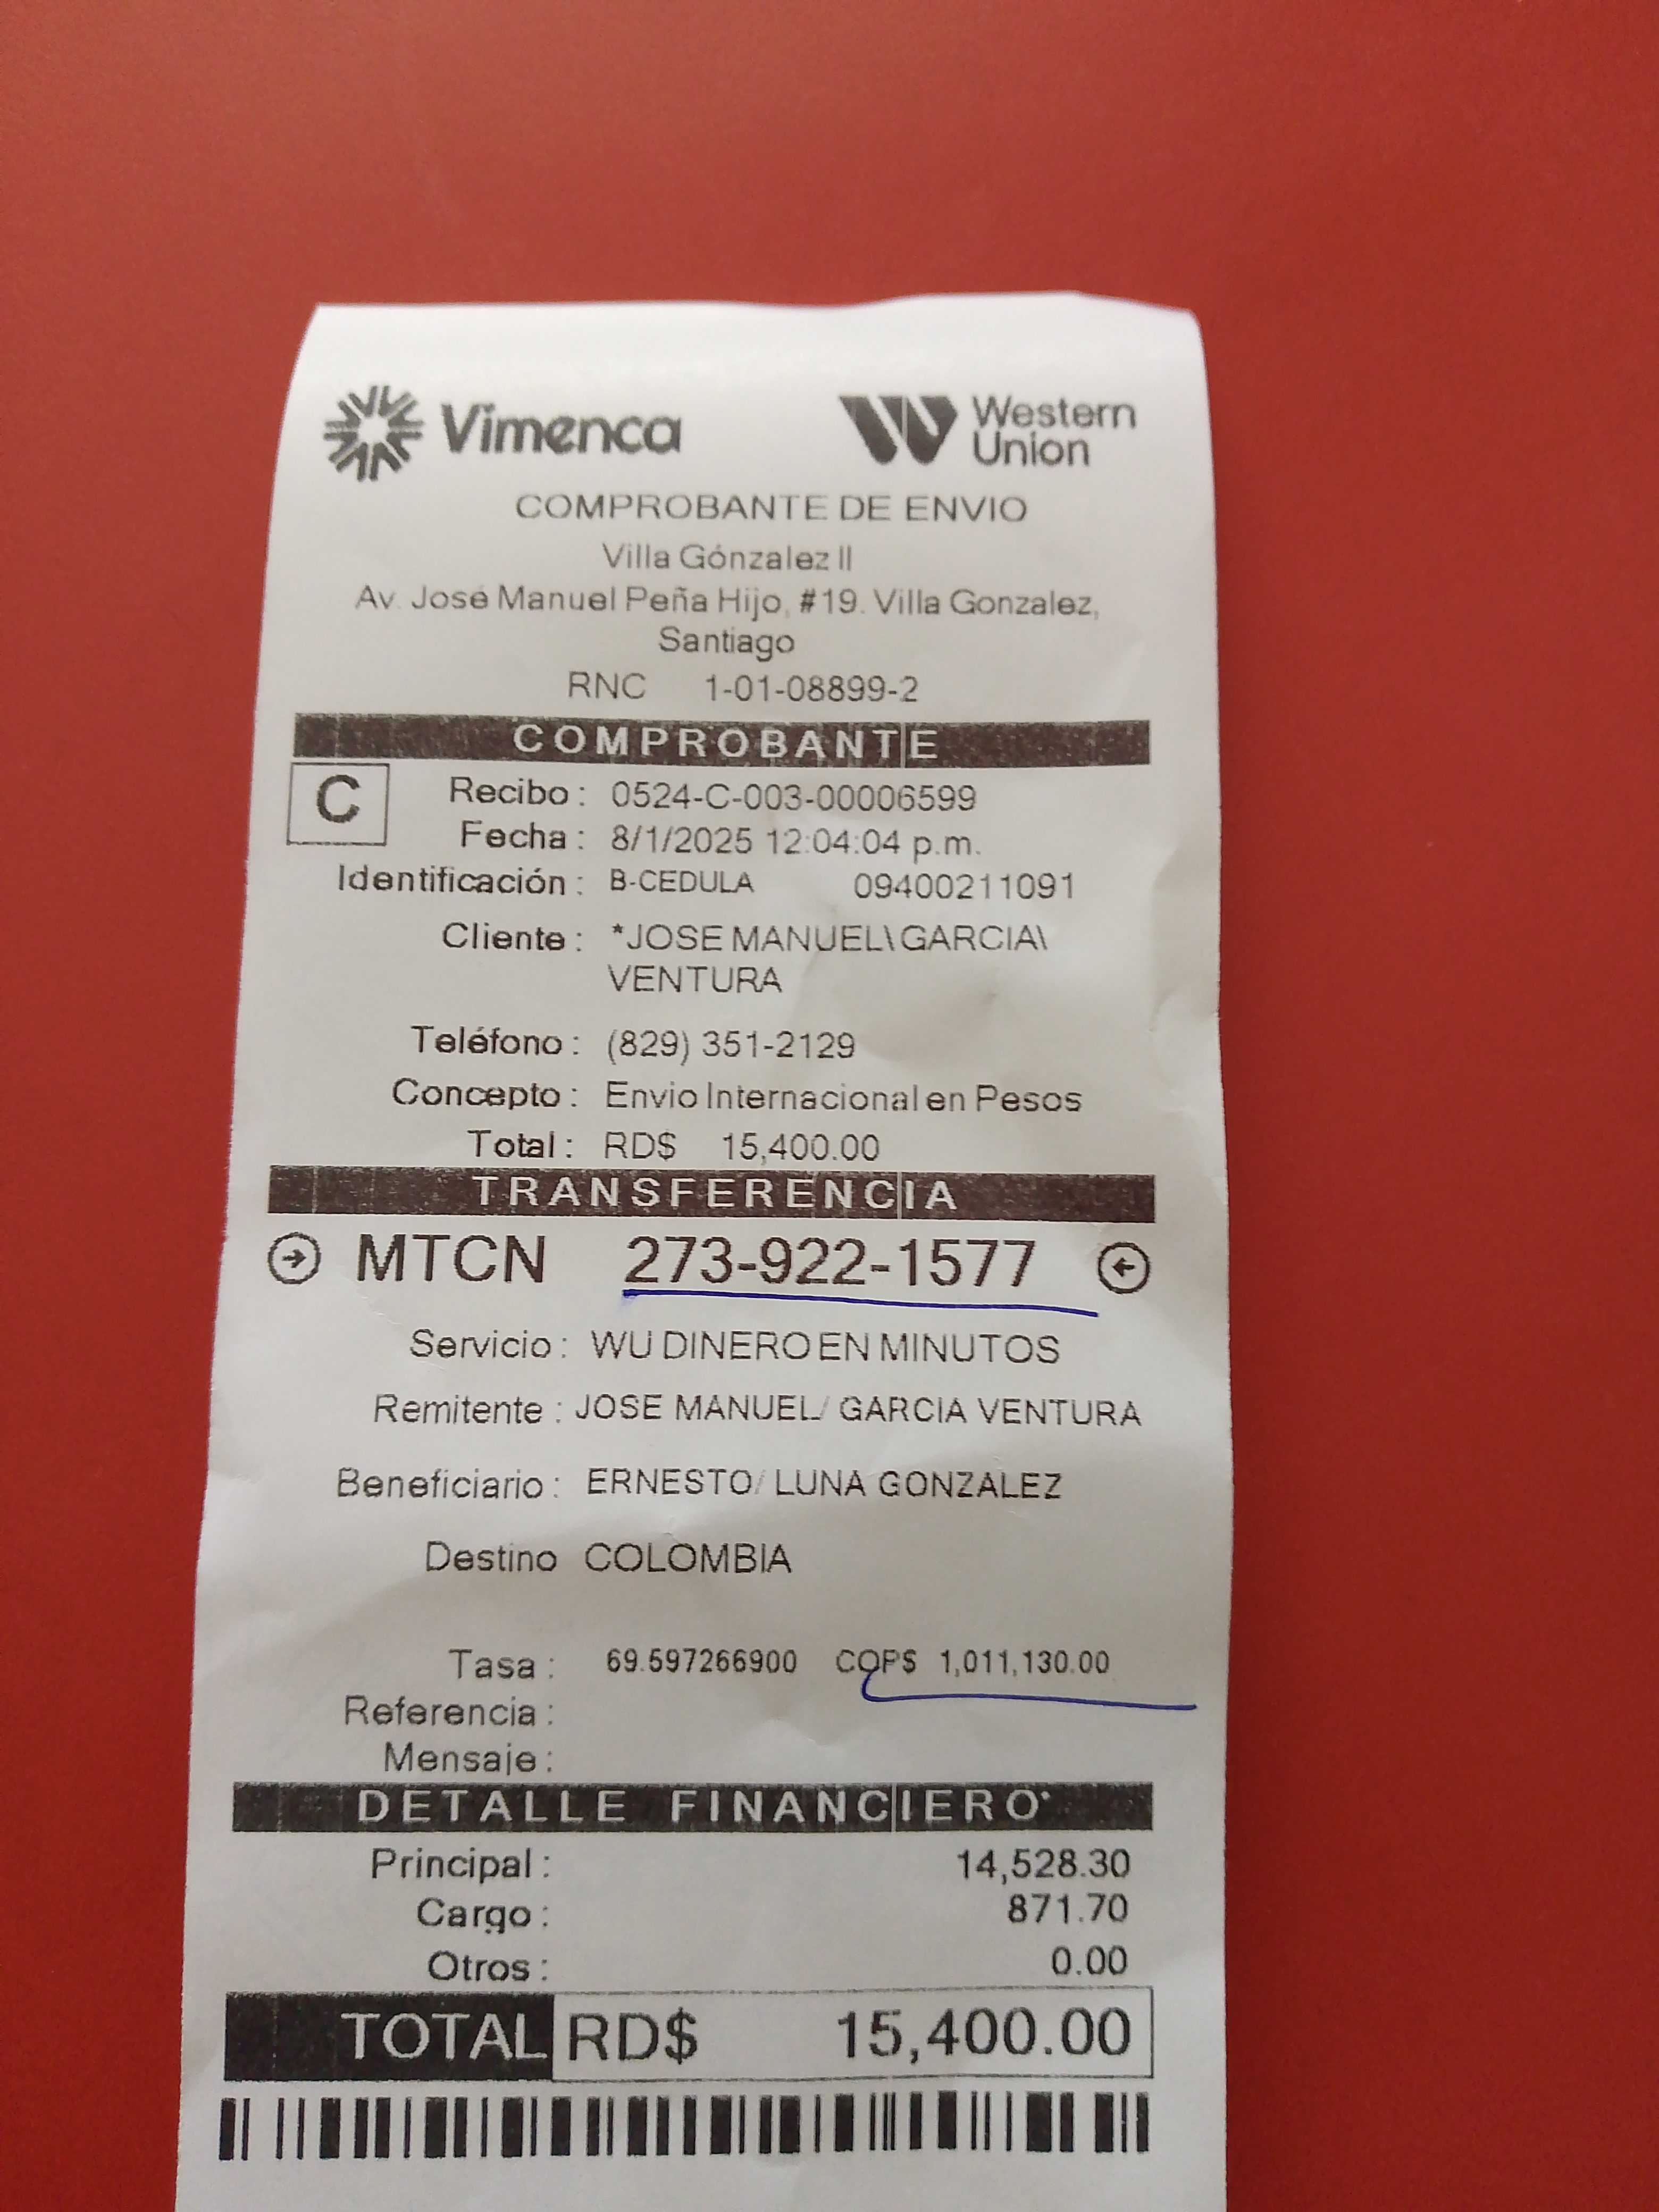 Vimenca Western Union
COMPROBANTE DE ENVIO
Villa Gónzalez II
Av. José Manuel Peña Hijo, #19. Villa Gonzalez,
Santiago
RNC 1-01-08899-2
COMPROBANTE
C
Recibo : 0524-C-003-00006599
Fecha : 8/1/2025 12:04:04 p.m.
Identificación : B-CEDULA 09400211091
Cliente : *JOSE MANUEL\GARCIA\
VENTURA
Teléfono : (829) 351-2129
Concepto : Envio Internacional en Pesos
Total : RD$ 15,400.00
TRANSFERENCIA
MTCN 273-922-1577
Servicio : WU DINERO EN MINUTOS
Remitente : JOSE MANUEL/ GARCIA VENTURA
Beneficiario : ERNESTO/ LUNA GONZALEZ
Destino COLOMBIA
Tasa : 69.597266900 COP$ 1,011,130.00
Referencia :
Mensaje :
DETALLE FINANCIERO*
Principal : 14,528.30
Cargo : 871.70
Otros : 0.00
TOTAL RD$ 15,400.00